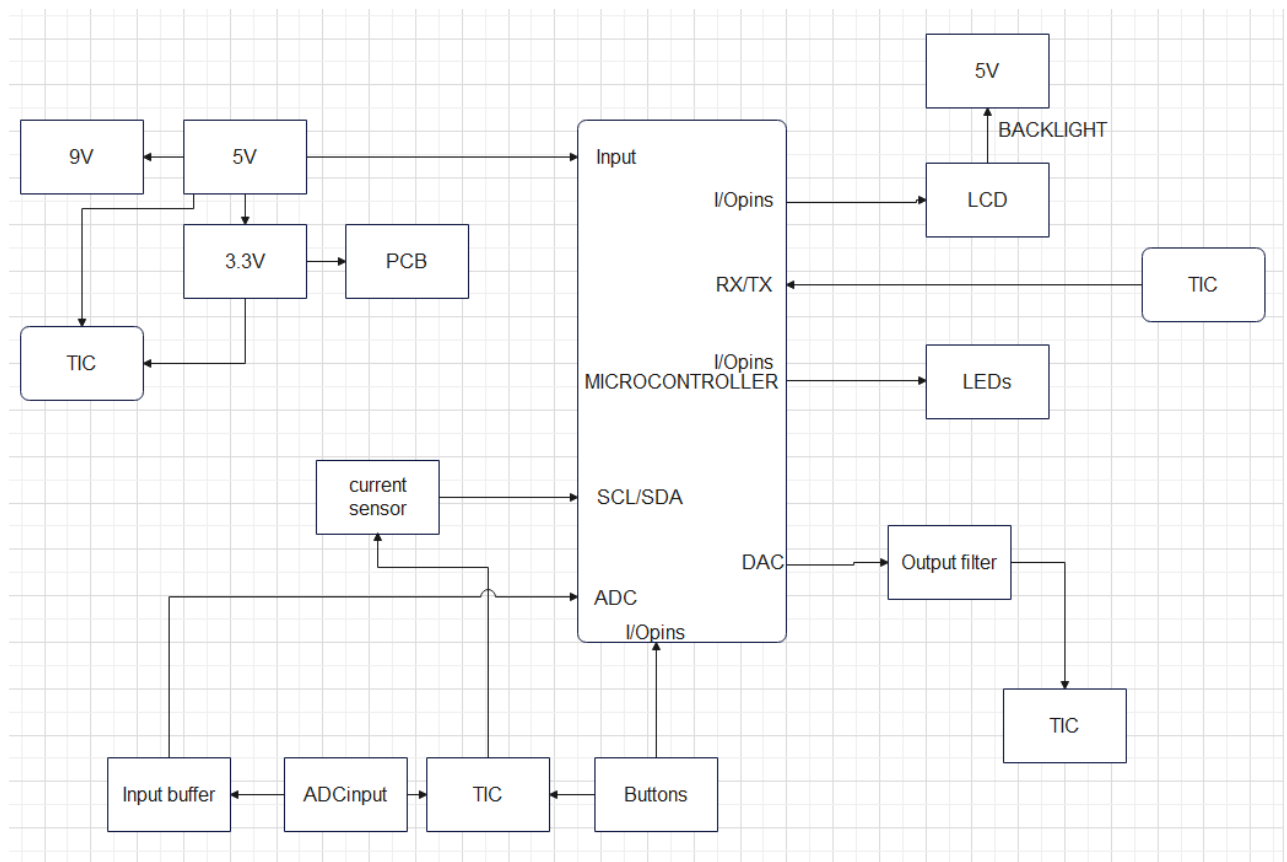 5V
BACKLIGHT
9V
5V
Input
I/Opins
LCD
3.3V
PCB
RX/TX
TIC
TIC
I/Opins
MICROCONTROLLER
LEDs
current
sensor
SCL/SDA
DAC
Output filter
ADC
I/Opins
TIC
Input buffer
ADCinput
TIC
Buttons